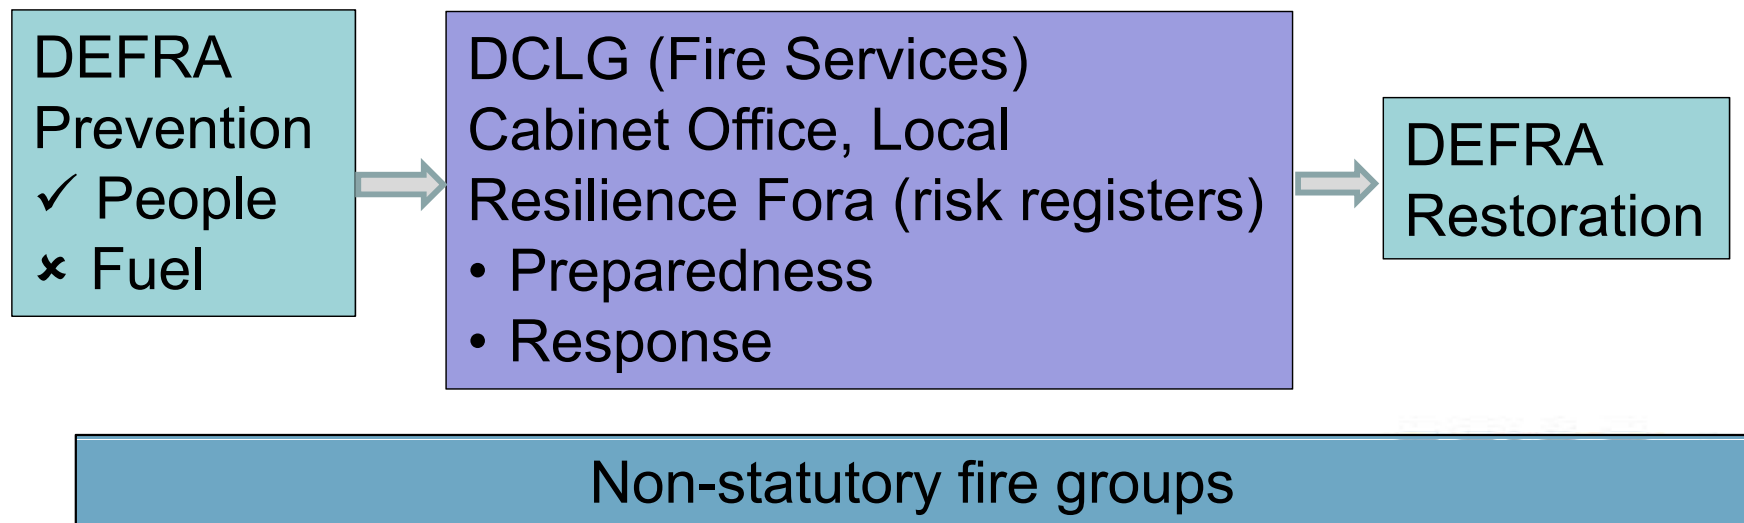 DEFRA
Prevention
✓ People
✗ Fuel
DCLG (Fire Services)
Cabinet Office, Local
Resilience Fora (risk registers)
• Preparedness
• Response
DEFRA
Restoration
Non-statutory fire groups